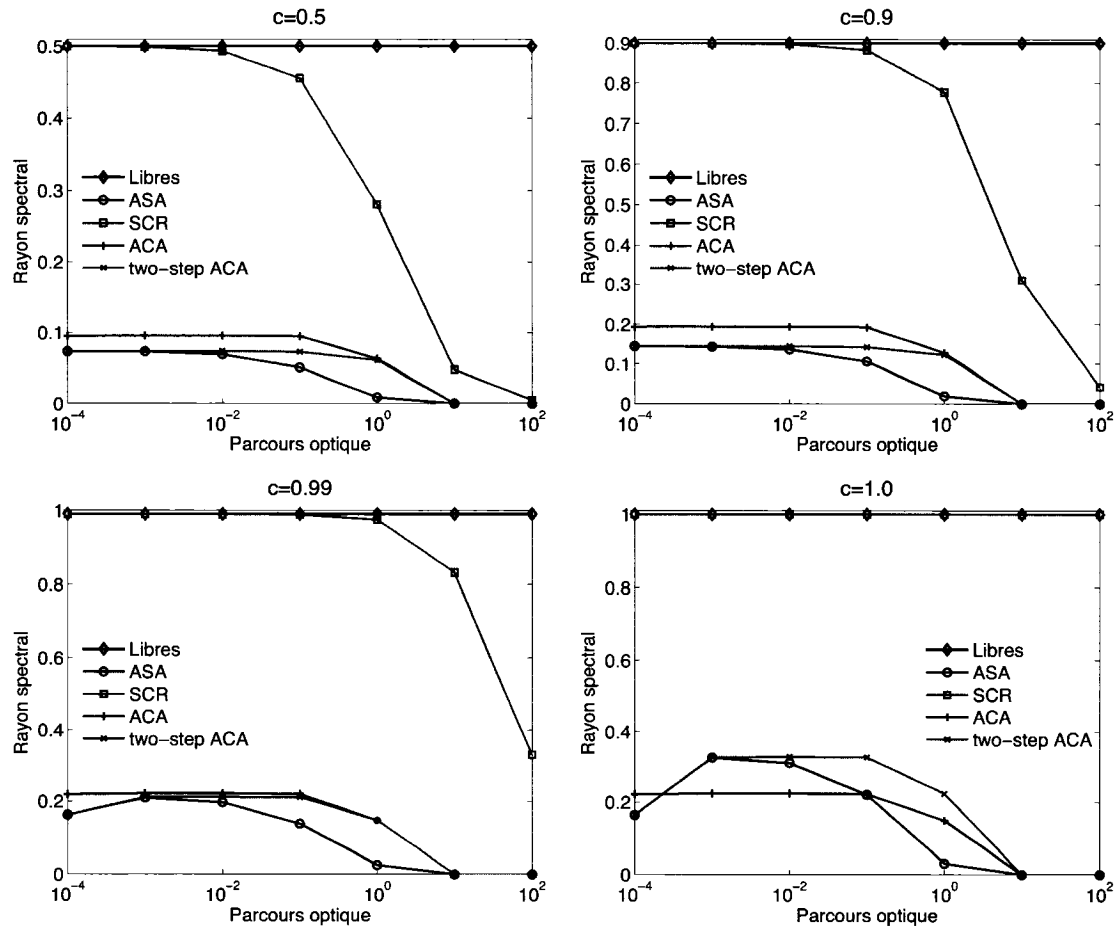 c=0.5
0.5
0.4
0.3
0.2
0.1
0
Rayon spectral
Libres
ASA
SCR
ACA
two−step ACA
10^−4
10^−2
10^0
10^2
Parcours optique
c=0.9
0.9
0.8
0.7
0.6
0.5
0.4
0.3
0.2
0.1
0
Rayon spectral
Libres
ASA
SCR
ACA
two−step ACA
10^−4
10^−2
10^0
10^2
Parcours optique
c=0.99
1
0.8
0.6
0.4
0.2
0
Rayon spectral
Libres
ASA
SCR
ACA
two−step ACA
10^−4
10^−2
10^0
10^2
Parcours optique
c=1.0
1
0.8
0.6
0.4
0.2
0
Rayon spectral
Libres
ASA
SCR
ACA
two−step ACA
10^−4
10^−2
10^0
10^2
Parcours optique